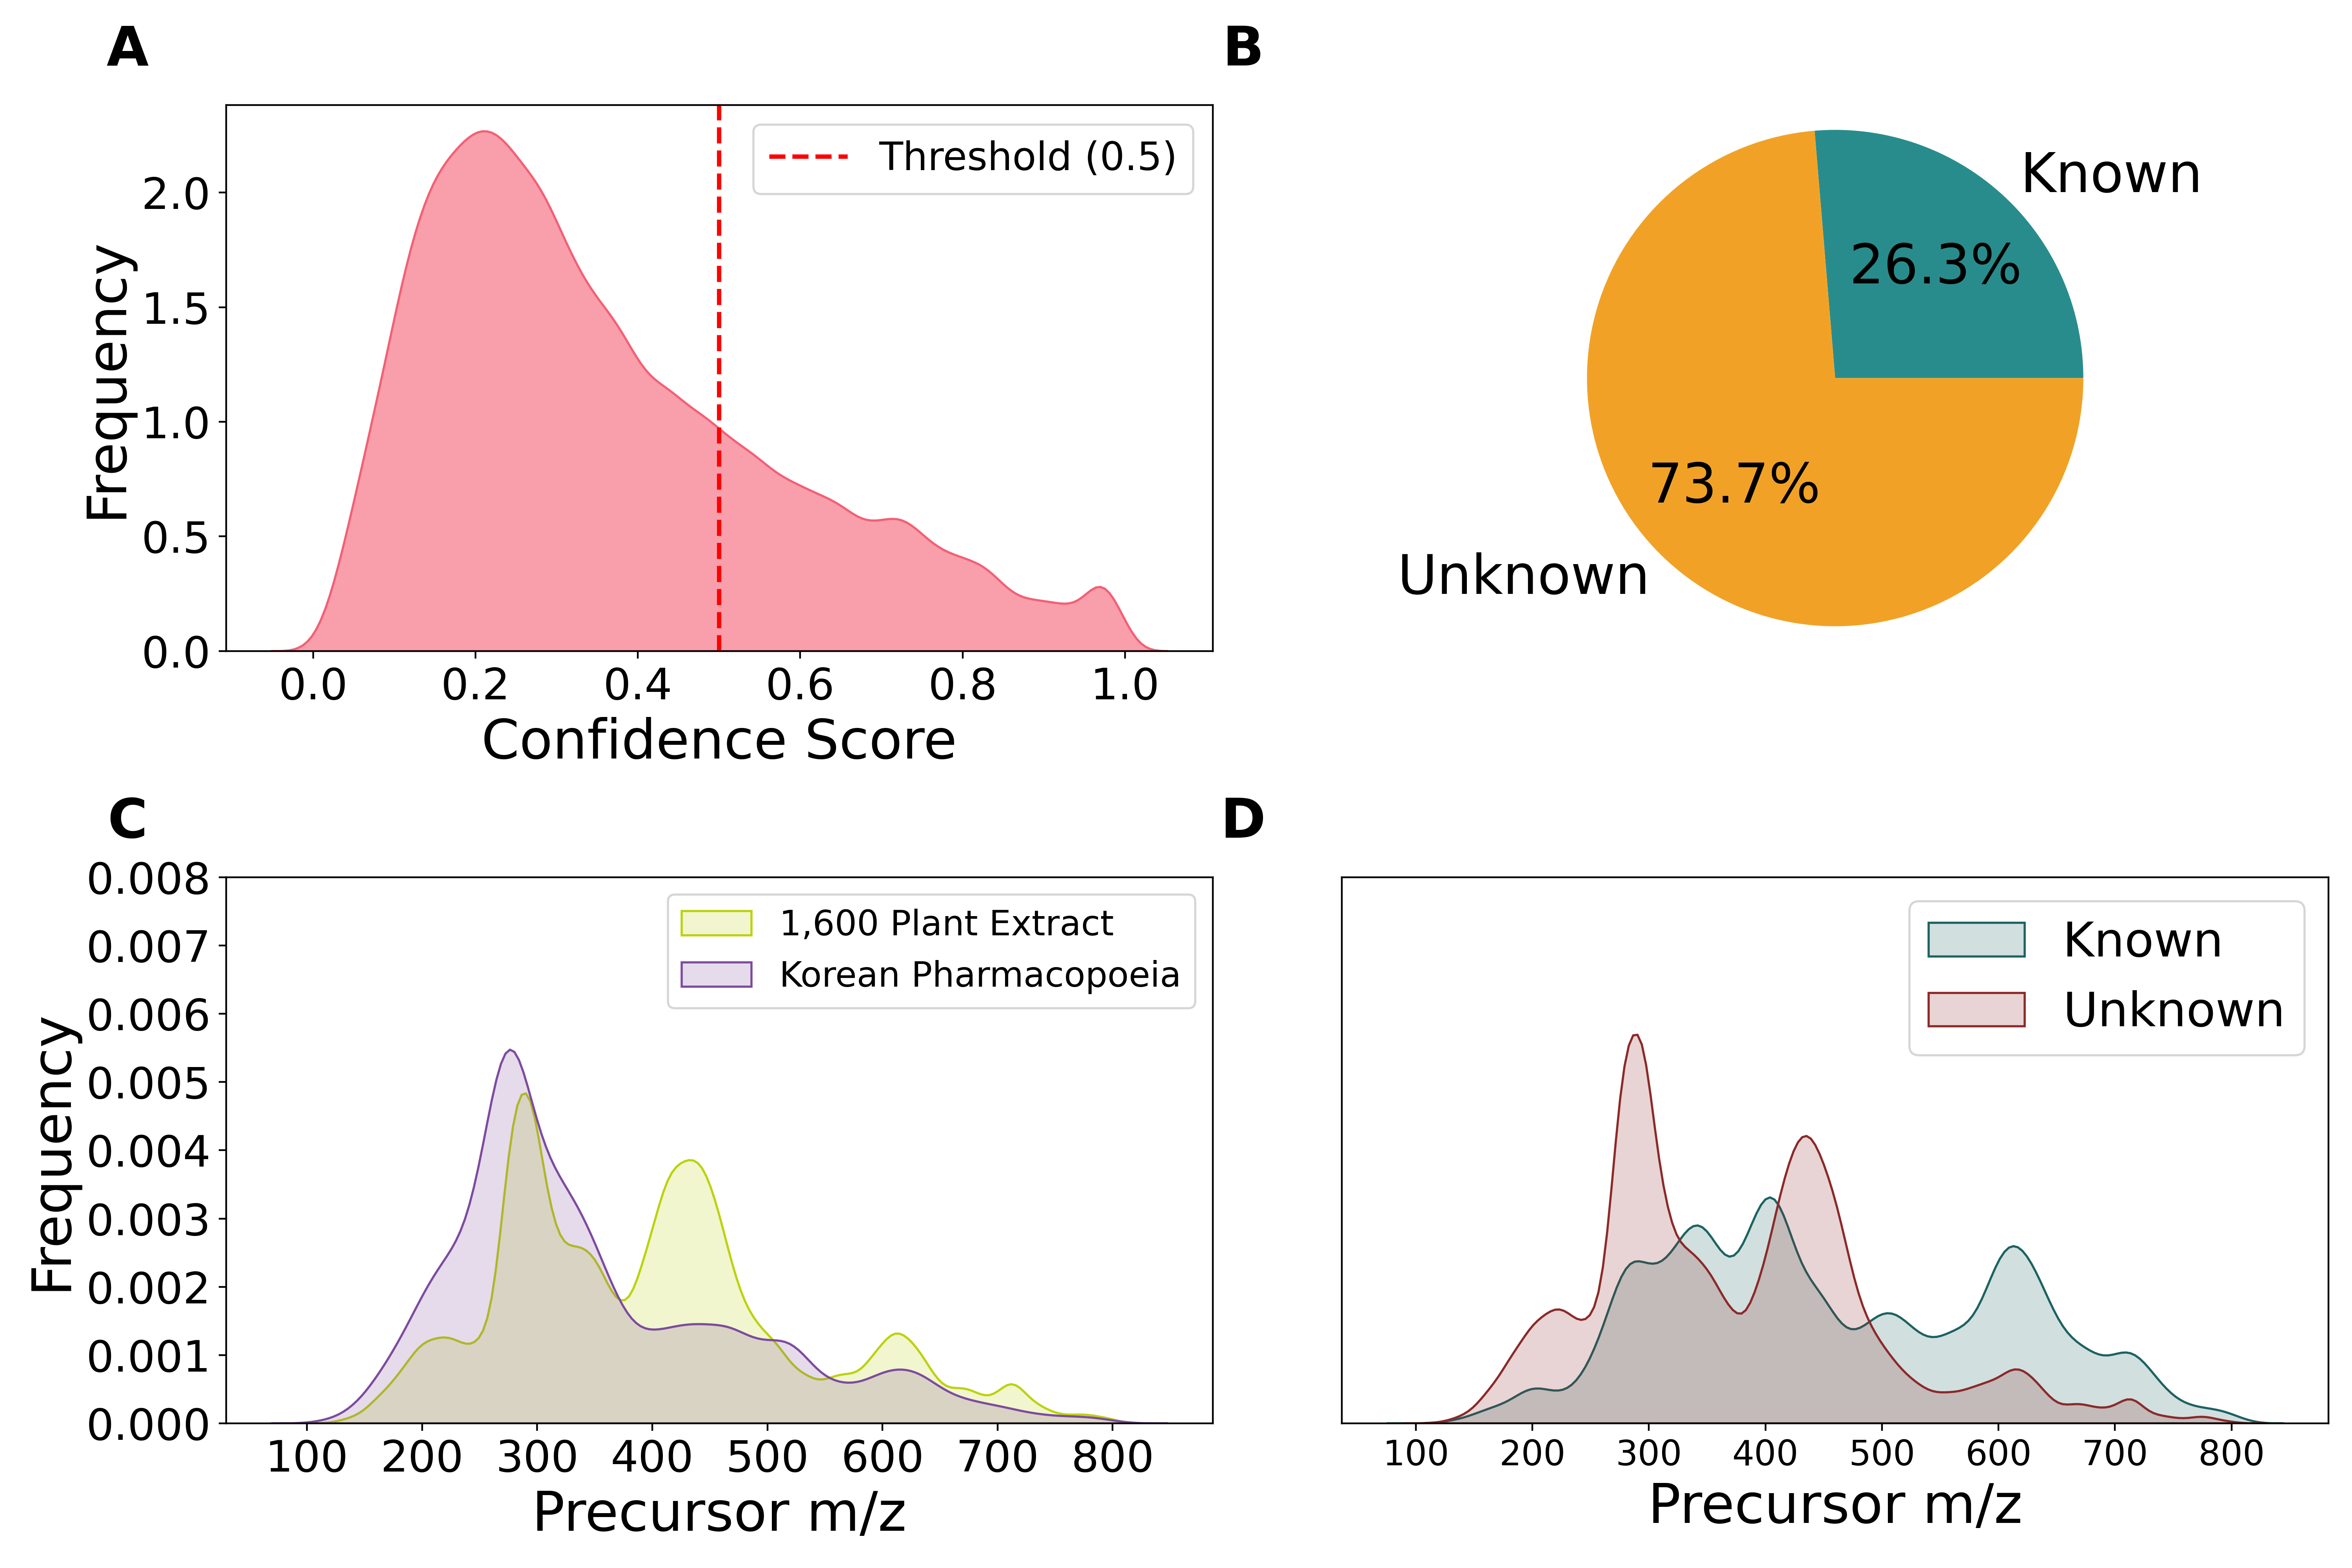 A
Frequency
2.0
1.5
1.0
0.5
0.0
Threshold (0.5)
0.0 0.2 0.4 0.6 0.8 1.0
Confidence Score
B
Known
26.3%
73.7%
Unknown
C
Frequency
0.008
0.007
0.006
0.005
0.004
0.003
0.002
0.001
0.000
1,600 Plant Extract
Korean Pharmacopoeia
100 200 300 400 500 600 700 800
Precursor m/z
D
Known
Unknown
100 200 300 400 500 600 700 800
Precursor m/z